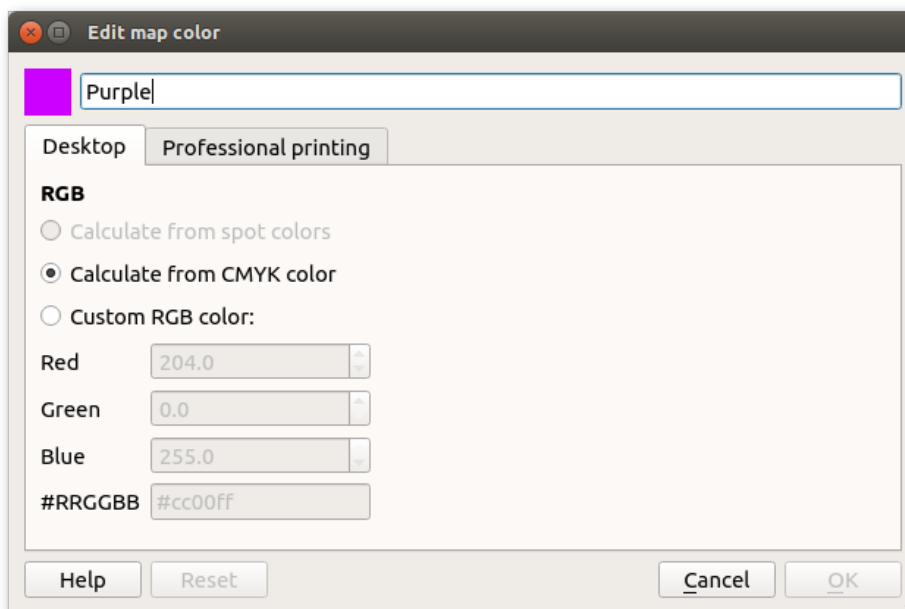 Edit map color
Purple
Desktop Professional printing
RGB
Calculate from spot colors
Calculate from CMYK color
Custom RGB color:
Red 204.0
Green 0.0
Blue 255.0
#RRGGBB #cc00ff
Help Reset Cancel OK